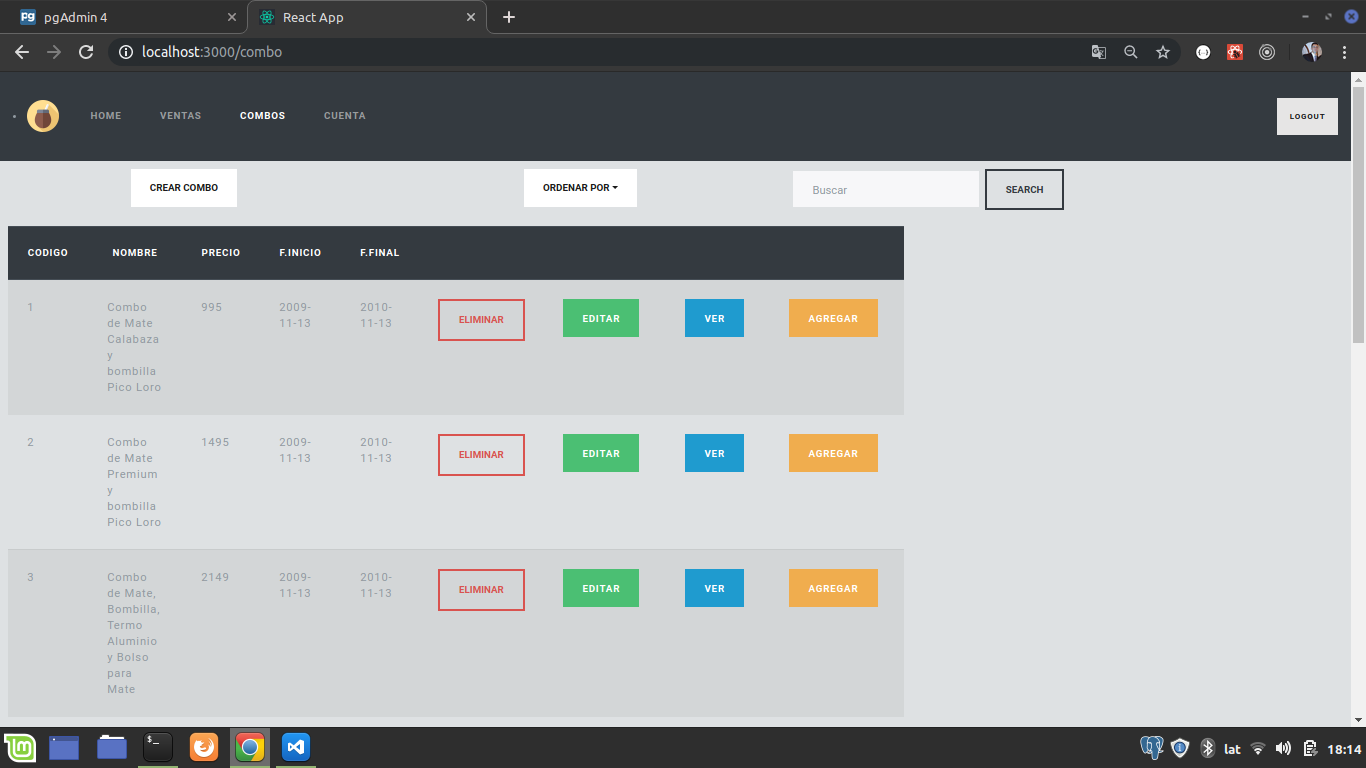 pgAdmin 4
React App
localhost:3000/combo
HOME
VENTAS
COMBOS
CUENTA
LOGOUT
CREAR COMBO
ORDENAR POR
Buscar
SEARCH
CODIGO NOMBRE PRECIO F.INICIO F.FINAL
1
Combo
de Mate
Calabaza
y
bombilla
Pico Loro
995
2009-
11-13
2010-
11-13
ELIMINAR
EDITAR
VER
AGREGAR
2
Combo
de Mate
Premium
y
bombilla
Pico Loro
1495
2009-
11-13
2010-
11-13
ELIMINAR
EDITAR
VER
AGREGAR
3
Combo
de Mate,
Bombilla,
Termo
Aluminio
y Bolso
para
Mate
2149
2009-
11-13
2010-
11-13
ELIMINAR
EDITAR
VER
AGREGAR
lat
18:14